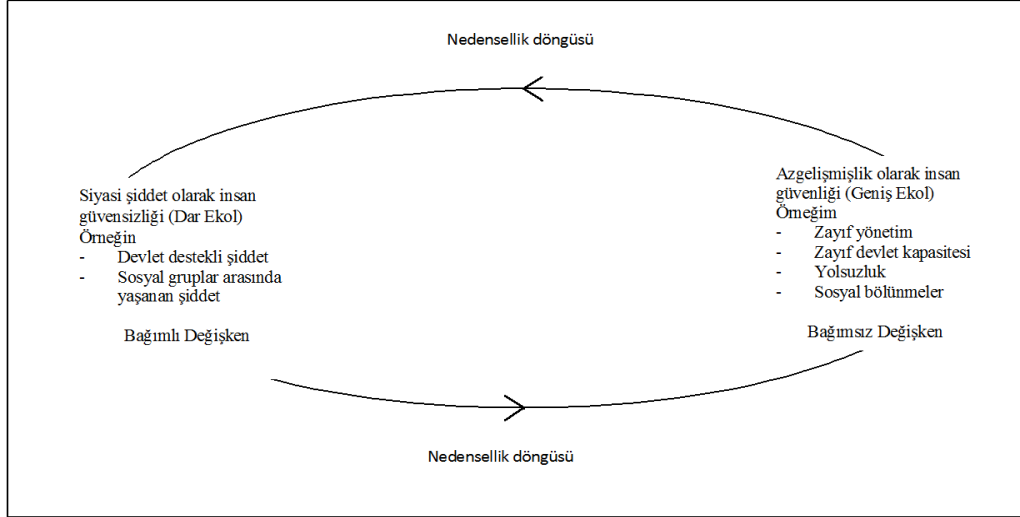 Nedensellik döngüsü
Siyasi şiddet olarak insan
güvensizliği (Dar Ekol)
Örneğin
- Devlet destekli şiddet
- Sosyal gruplar arasında
yaşanan şiddet
Bağımlı Değişken
Azgelişmişlik olarak insan
güvenliği (Geniş Ekol)
Örneğim
- Zayıf yönetim
- Zayıf devlet kapasitesi
- Yolsuzluk
- Sosyal bölünmeler
Bağımsız Değişken
Nedensellik döngüsü